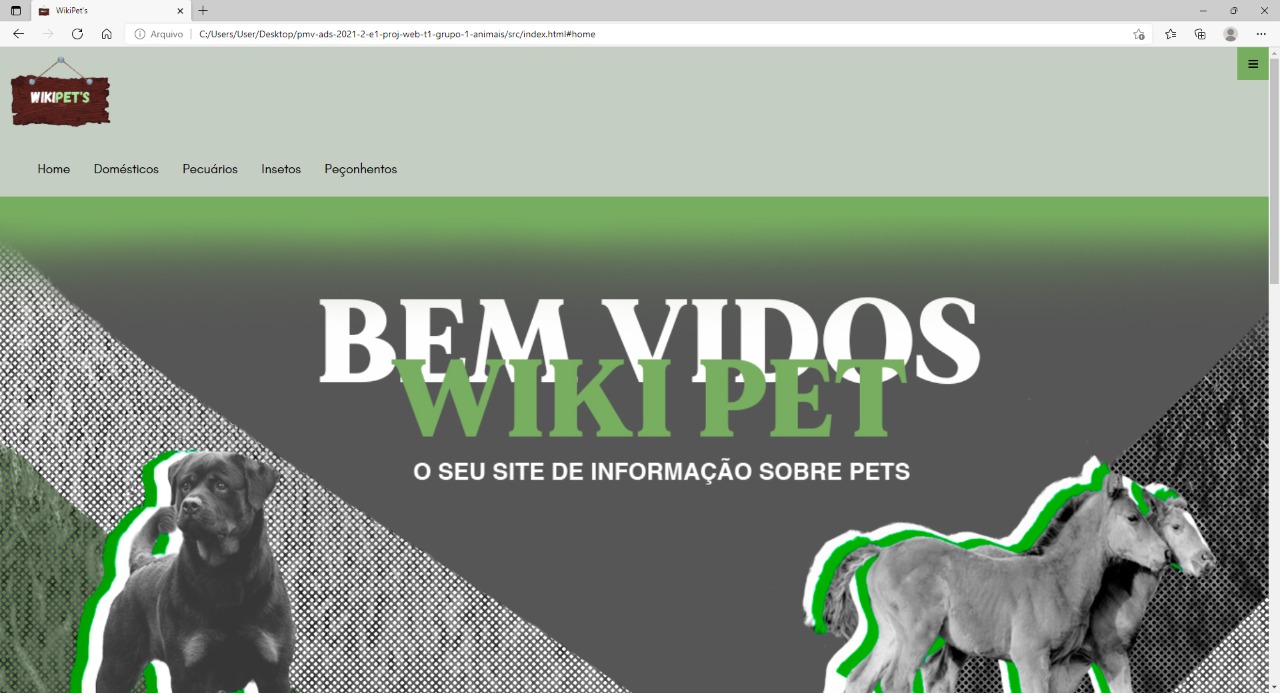 WikiPet's
Arquivo
C:/Users/User/Desktop/pmv-ads-2021-2-e1-proj-web-t1-grupo-1-animais/src/index.html#home
WIKIPET'S
Home Domésticos Pecuários Insetos Peçonhentos
BEM VIDOS
WIKI PET
O SEU SITE DE INFORMAÇÃO SOBRE PETS